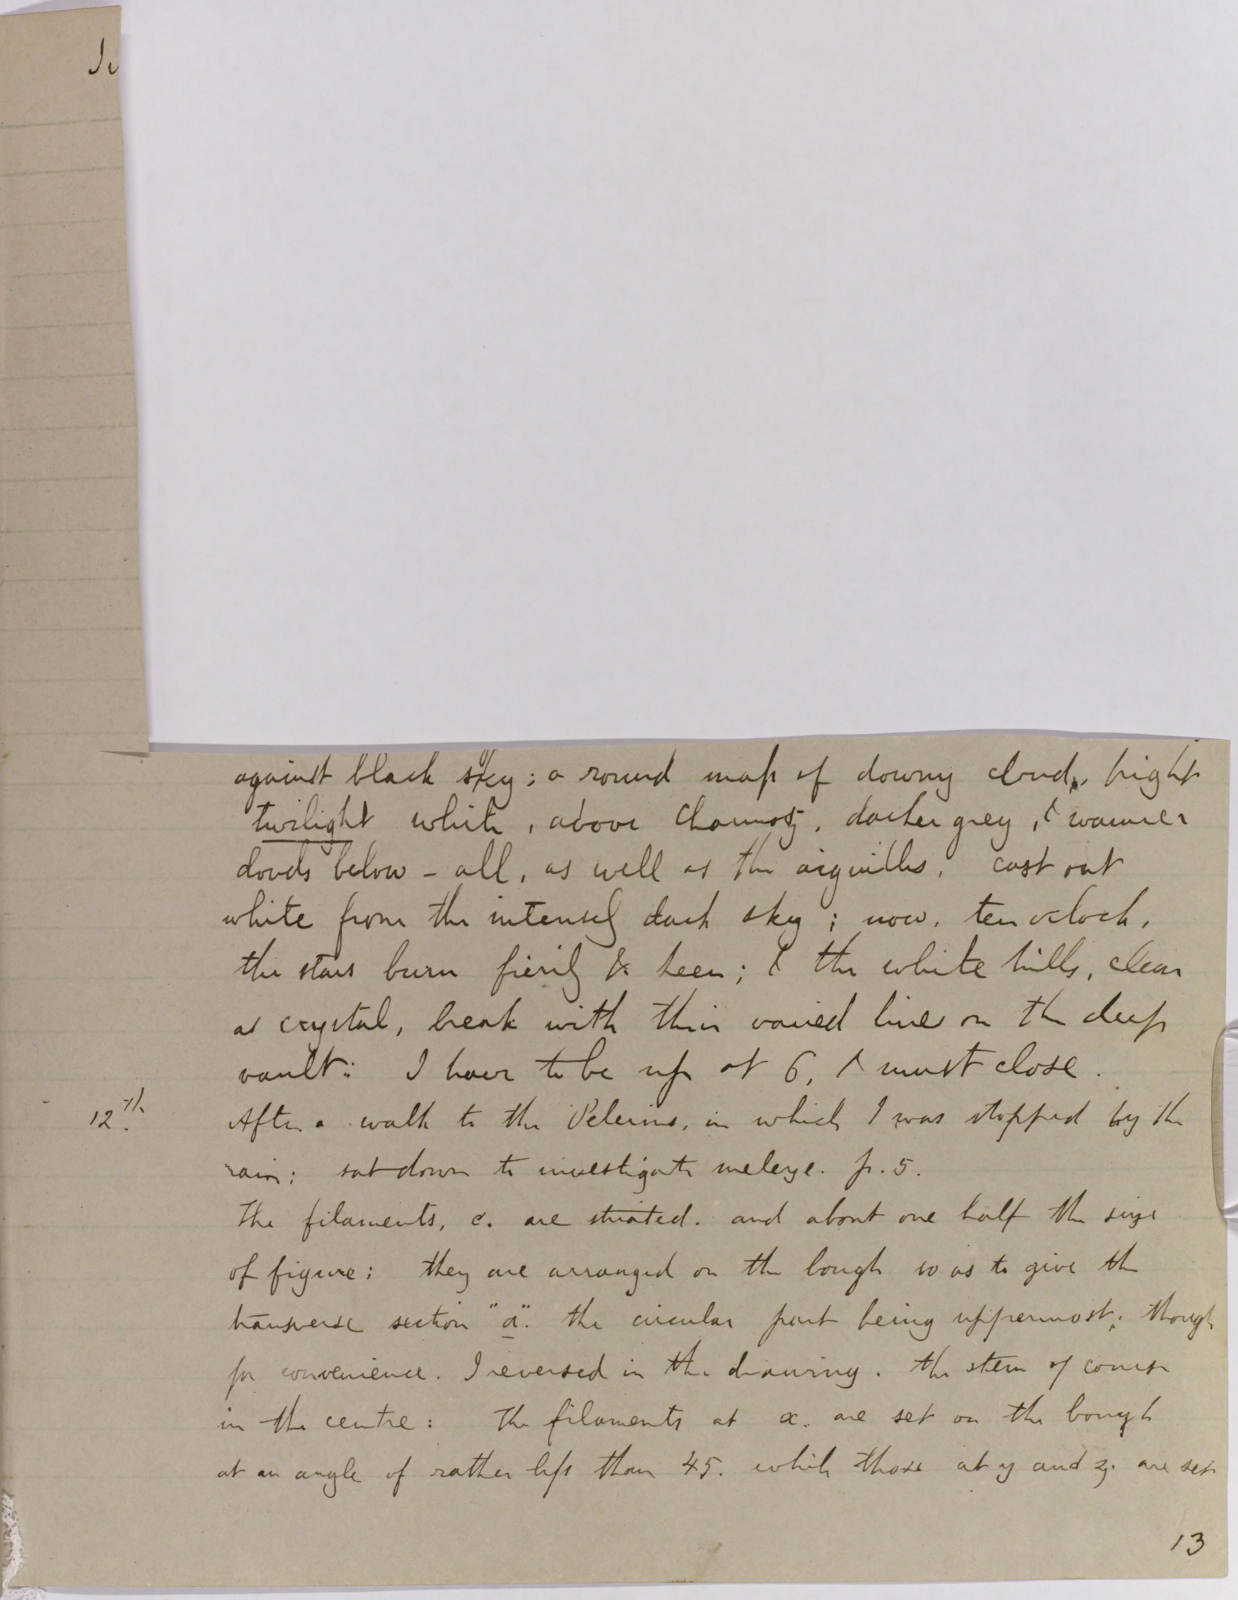 Ju
against black sky; a round mass of downy cloud, bright
twilight white, above Chamouny, darker grey, & warmer
clouds below - all, as well as the aiguilles, cast out
white from the intensely dark sky; now, ten oclock,
the stars burn fierily & keen; & the white hills, clear
as crystal, break with their varied lines on the deep
vault: I have to be up at 6, & must close.
12th. After a walk to the Pelerins, in which I was stopped by the
rain; sat down to investigate meleze. p. 5.
The filaments, c. are striated. and about one half the size
of figure; they are arranged on the bough so as to give the
transverse section "a". the circular part being uppermost; though
for convenience. I reversed in the drawing. the stem of course
in the centre: The filaments at x. are set on the bough
at an angle of rather less than 45. while those at y and z. are set
13